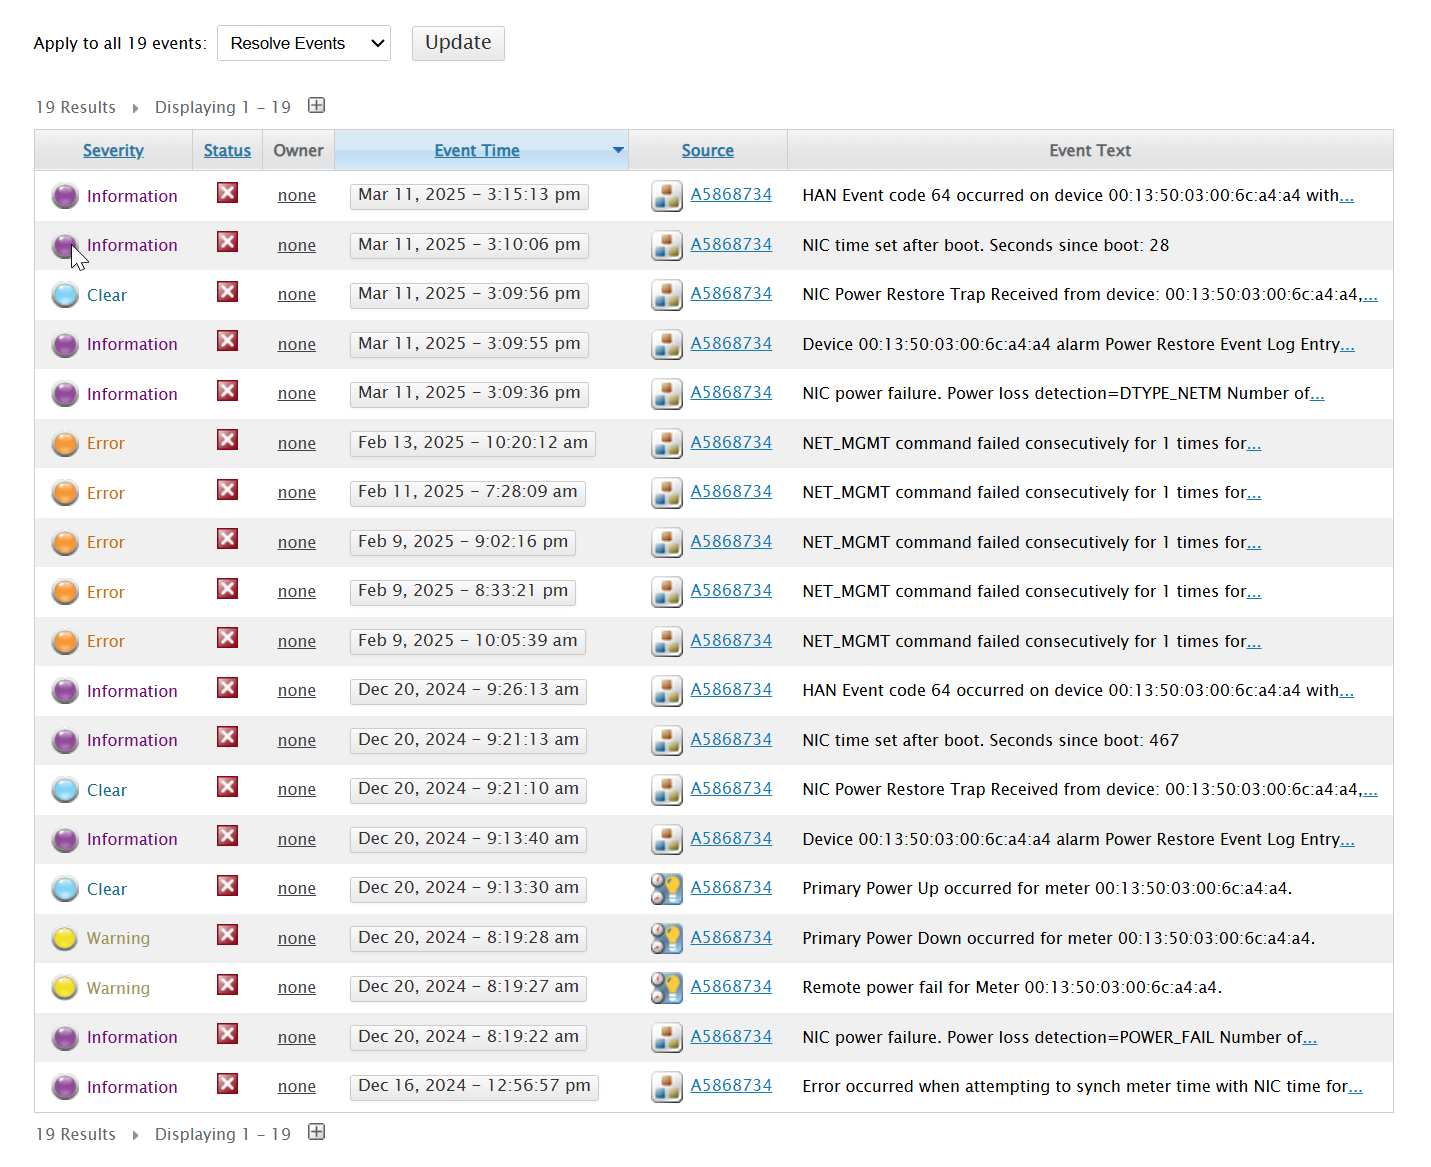 Apply to all 19 events: Resolve Events Update
19 Results Displaying 1 – 19
Severity Status Owner Event Time Source Event Text
Information none Mar 11, 2025 – 3:15:13 pm A5868734 HAN Event code 64 occurred on device 00:13:50:03:00:6c:a4:a4 with...
Information none Mar 11, 2025 – 3:10:06 pm A5868734 NIC time set after boot. Seconds since boot: 28
Clear none Mar 11, 2025 – 3:09:56 pm A5868734 NIC Power Restore Trap Received from device: 00:13:50:03:00:6c:a4:a4,...
Information none Mar 11, 2025 – 3:09:55 pm A5868734 Device 00:13:50:03:00:6c:a4:a4 alarm Power Restore Event Log Entry...
Information none Mar 11, 2025 – 3:09:36 pm A5868734 NIC power failure. Power loss detection=DTYPE_NETM Number of...
Error none Feb 13, 2025 – 10:20:12 am A5868734 NET_MGMT command failed consecutively for 1 times for...
Error none Feb 11, 2025 – 7:28:09 am A5868734 NET_MGMT command failed consecutively for 1 times for...
Error none Feb 9, 2025 – 9:02:16 pm A5868734 NET_MGMT command failed consecutively for 1 times for...
Error none Feb 9, 2025 – 8:33:21 pm A5868734 NET_MGMT command failed consecutively for 1 times for...
Error none Feb 9, 2025 – 10:05:39 am A5868734 NET_MGMT command failed consecutively for 1 times for...
Information none Dec 20, 2024 – 9:26:13 am A5868734 HAN Event code 64 occurred on device 00:13:50:03:00:6c:a4:a4 with...
Information none Dec 20, 2024 – 9:21:13 am A5868734 NIC time set after boot. Seconds since boot: 467
Clear none Dec 20, 2024 – 9:21:10 am A5868734 NIC Power Restore Trap Received from device: 00:13:50:03:00:6c:a4:a4,...
Information none Dec 20, 2024 – 9:13:40 am A5868734 Device 00:13:50:03:00:6c:a4:a4 alarm Power Restore Event Log Entry...
Clear none Dec 20, 2024 – 9:13:30 am A5868734 Primary Power Up occurred for meter 00:13:50:03:00:6c:a4:a4.
Warning none Dec 20, 2024 – 8:19:28 am A5868734 Primary Power Down occurred for meter 00:13:50:03:00:6c:a4:a4.
Warning none Dec 20, 2024 – 8:19:27 am A5868734 Remote power fail for Meter 00:13:50:03:00:6c:a4:a4.
Information none Dec 20, 2024 – 8:19:22 am A5868734 NIC power failure. Power loss detection=POWER_FAIL Number of...
Information none Dec 16, 2024 – 12:56:57 pm A5868734 Error occurred when attempting to synch meter time with NIC time for...
19 Results Displaying 1 – 19